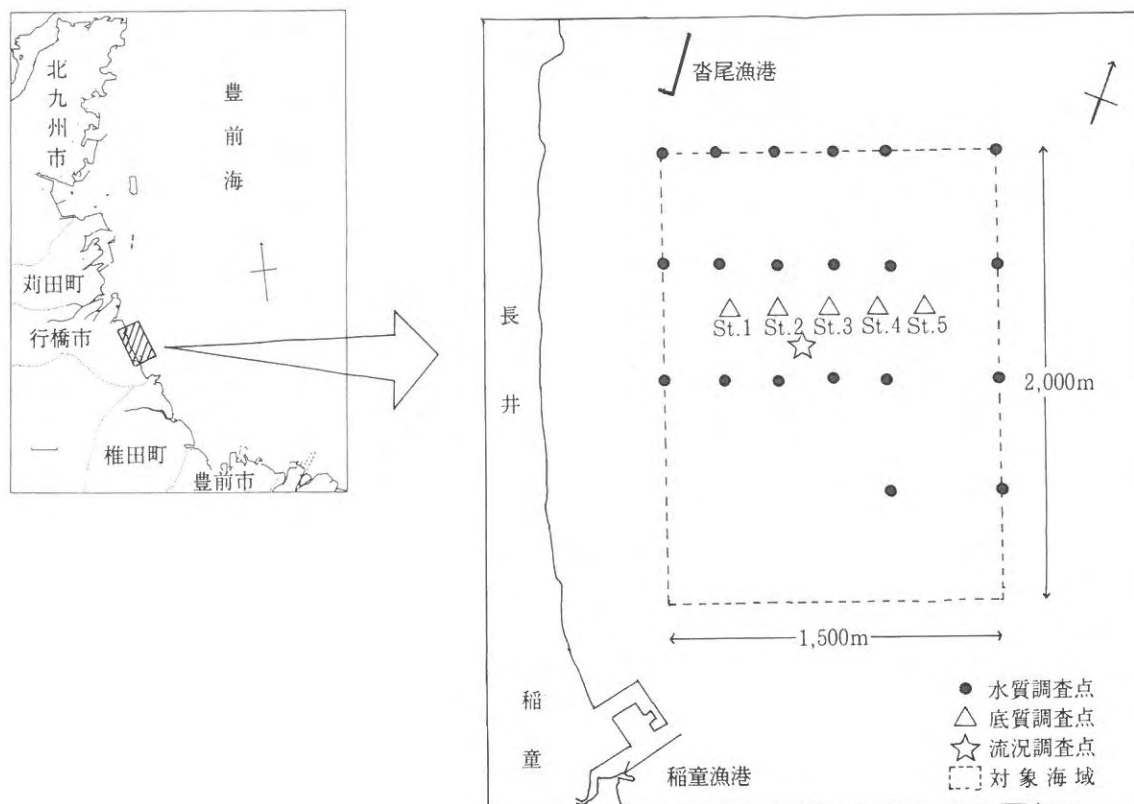 北九州市
豊前海
苅田町
行橋市
椎田町
豊前市
沓尾漁港
長井
St.1
St.2
St.3
St.4
St.5
2,000m
1,500m
稲童
稲童漁港
水質調査点
底質調査点
流況調査点
対象海域